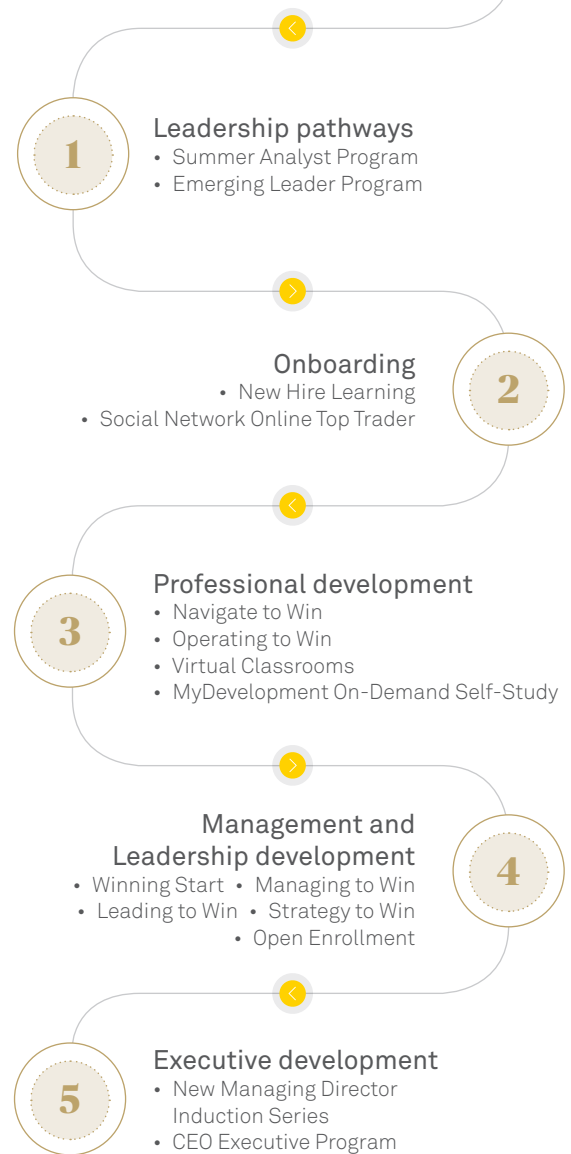 1
Leadership pathways
• Summer Analyst Program
• Emerging Leader Program
Onboarding
• New Hire Learning
• Social Network Online Top Trader
2
3
Professional development
• Navigate to Win
• Operating to Win
• Virtual Classrooms
• MyDevelopment On-Demand Self-Study
Management and
Leadership development
• Winning Start • Managing to Win
• Leading to Win • Strategy to Win
• Open Enrollment
4
5
Executive development
• New Managing Director
Induction Series
• CEO Executive Program